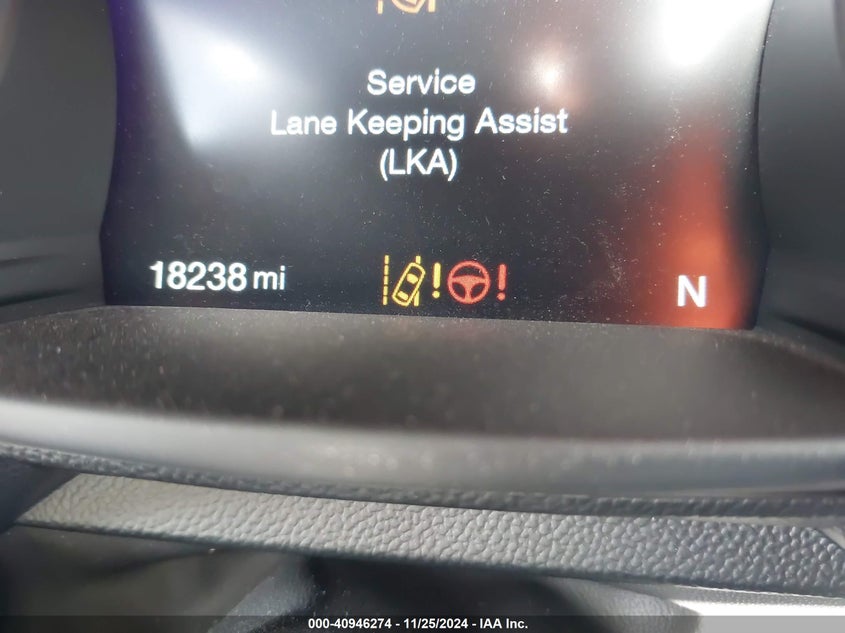 Service
Lane Keeping Assist
(LKA)
18238 mi
! !
N
000-40946274 - 11/25/2024 - IAA Inc.